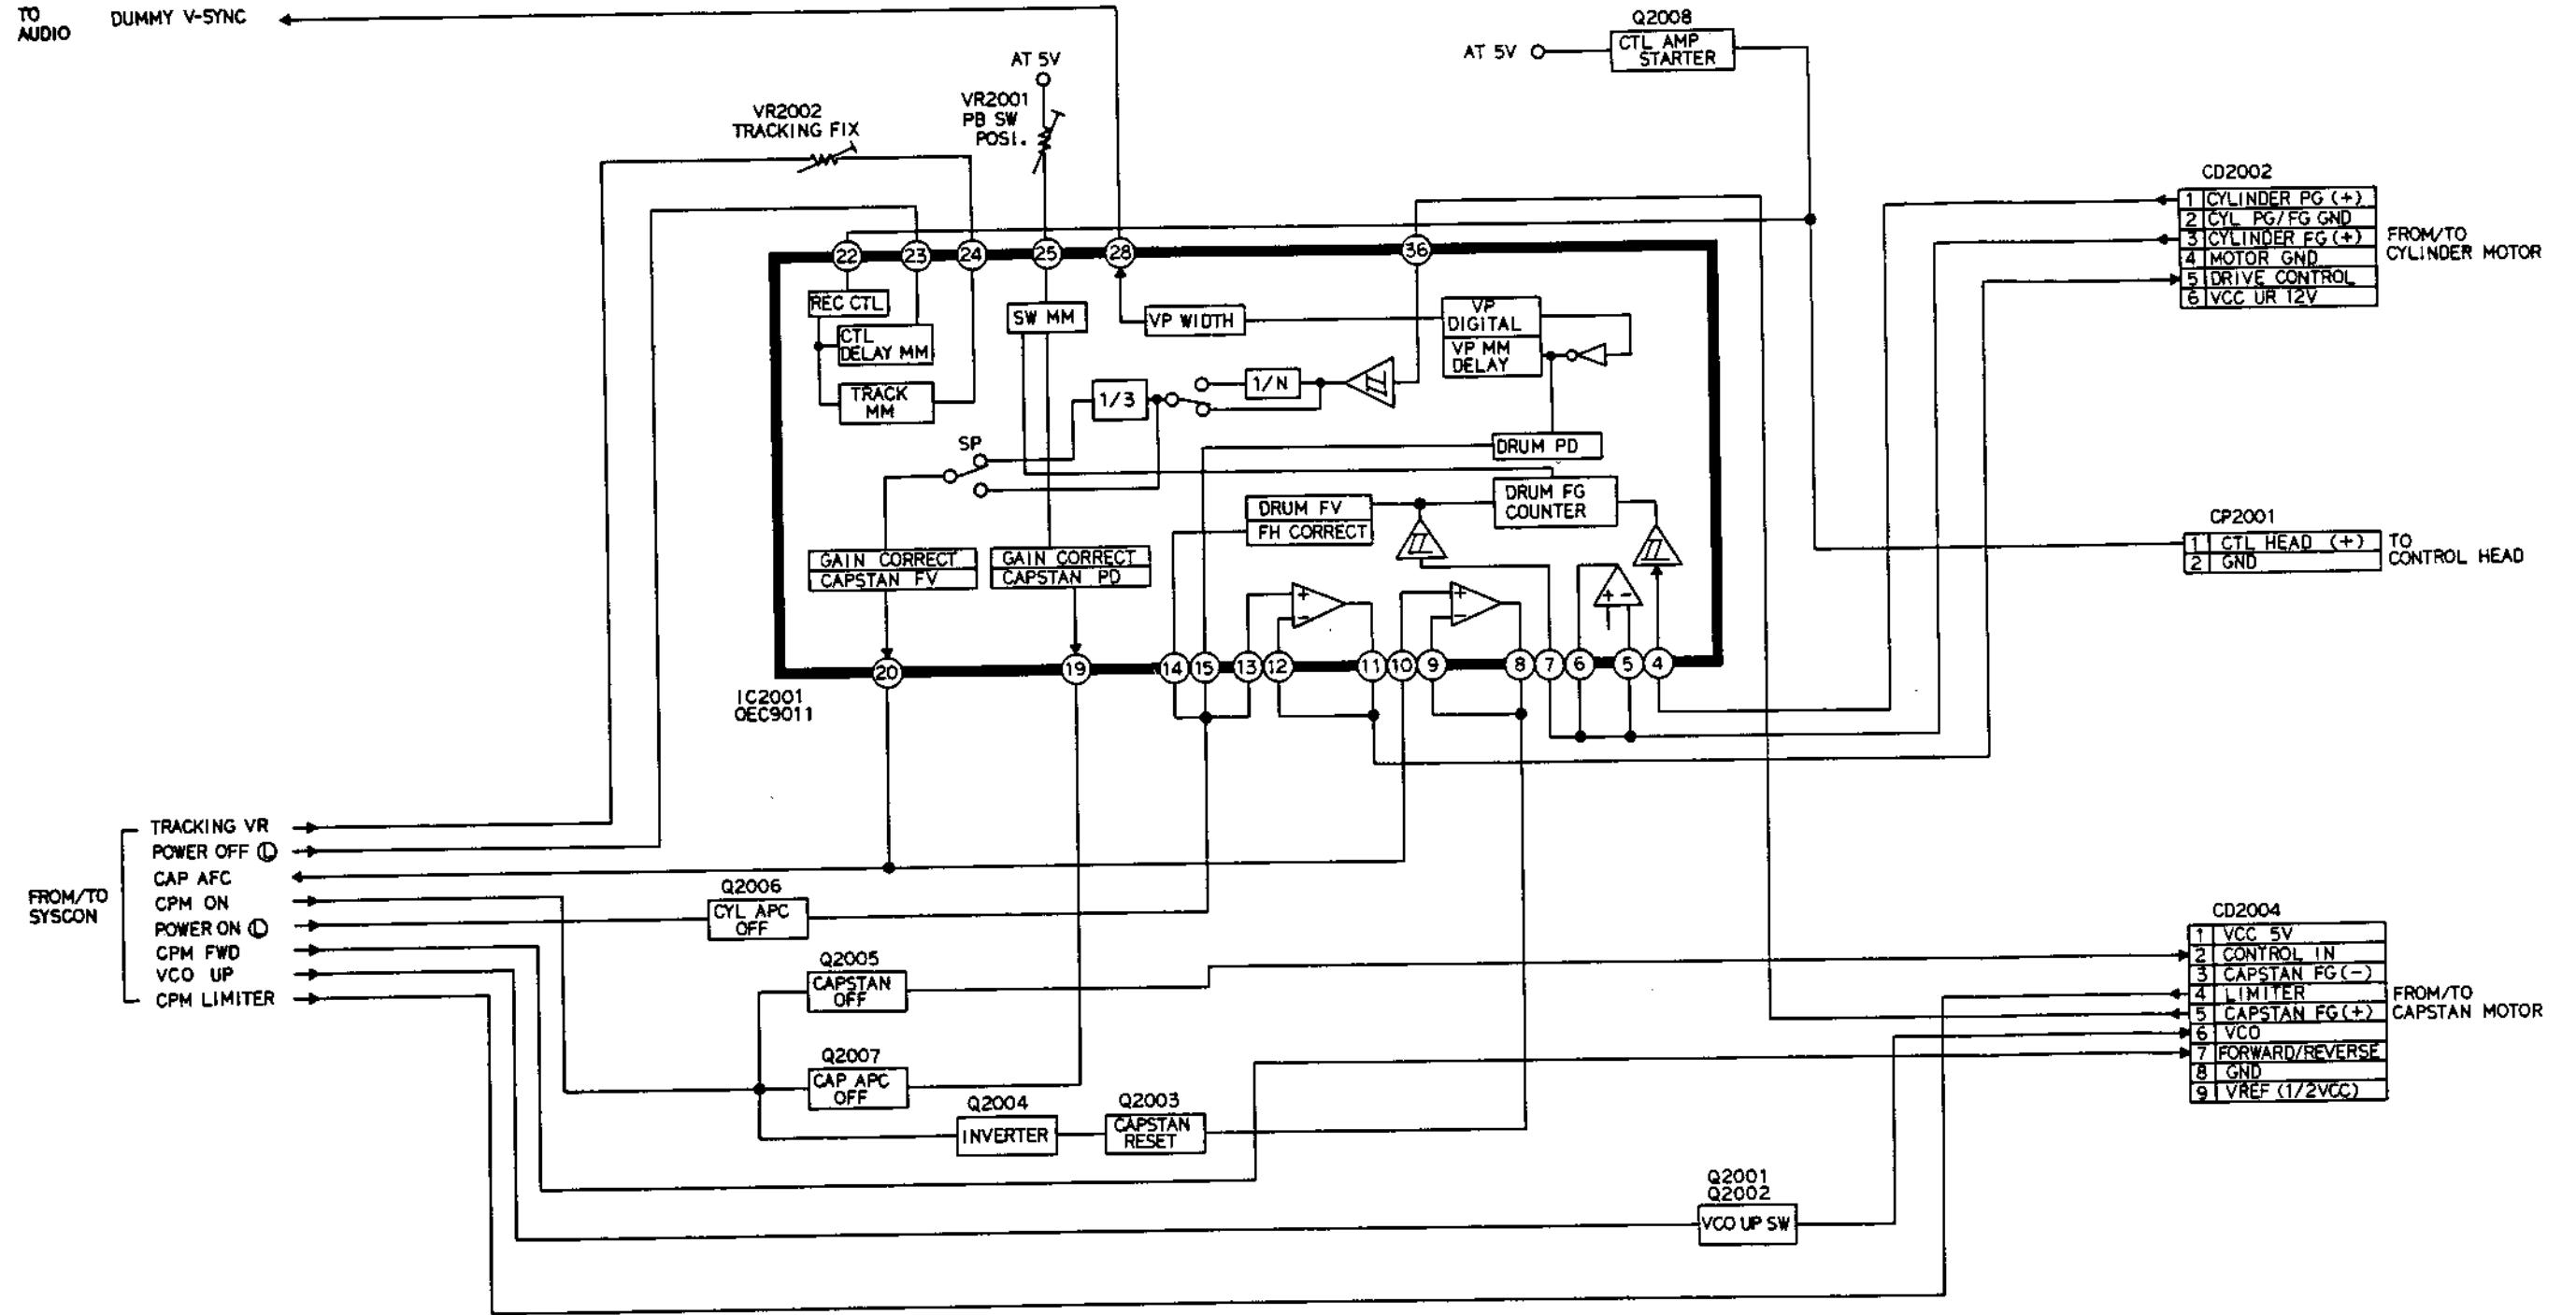 TO
AUDIO
DUMMY V-SYNC
AT 5V
VR2001
PB SW
POSI.
VR2002
TRACKING FIX
Q2008
AT 5V
CTL AMP
STARTER
CD2002
1 CYLINDER PG (+)
2 CYL PG/FG GND
3 CYLINDER FG (+)
4 MOTOR GND
5 DRIVE CONTROL
6 VCC UR 12V
FROM/TO
CYLINDER MOTOR
22
23
24
25
28
36
REC CTL
CTL
DELAY MM
TRACK
MM
SW MM
VP WIDTH
VP
DIGITAL
VP MM
DELAY
1/3
1/N
SP
DRUM PD
DRUM FV
FH CORRECT
DRUM FG
COUNTER
GAIN CORRECT
CAPSTAN FV
GAIN CORRECT
CAPSTAN PD
+
-
+
-
+ -
20
19
14
15
13
12
11
10
9
8
7
6
5
4
IC2001
OEC9011
CP2001
1 CTL HEAD (+)
2 GND
TO
CONTROL HEAD
FROM/TO
SYSCON
TRACKING VR
POWER OFF Ⓛ
CAP AFC
CPM ON
POWER ON Ⓛ
CPM FWD
VCO UP
CPM LIMITER
Q2006
CYL APC
OFF
Q2005
CAPSTAN
OFF
Q2007
CAP APC
OFF
Q2004
INVERTER
Q2003
CAPSTAN
RESET
Q2001
Q2002
VCO UP SW
CD2004
1 VCC 5V
2 CONTROL IN
3 CAPSTAN FG(-)
4 LIMITER
5 CAPSTAN FG(+)
6 VCO
7 FORWARD/REVERSE
8 GND
9 VREF (1/2VCC)
FROM/TO
CAPSTAN MOTOR